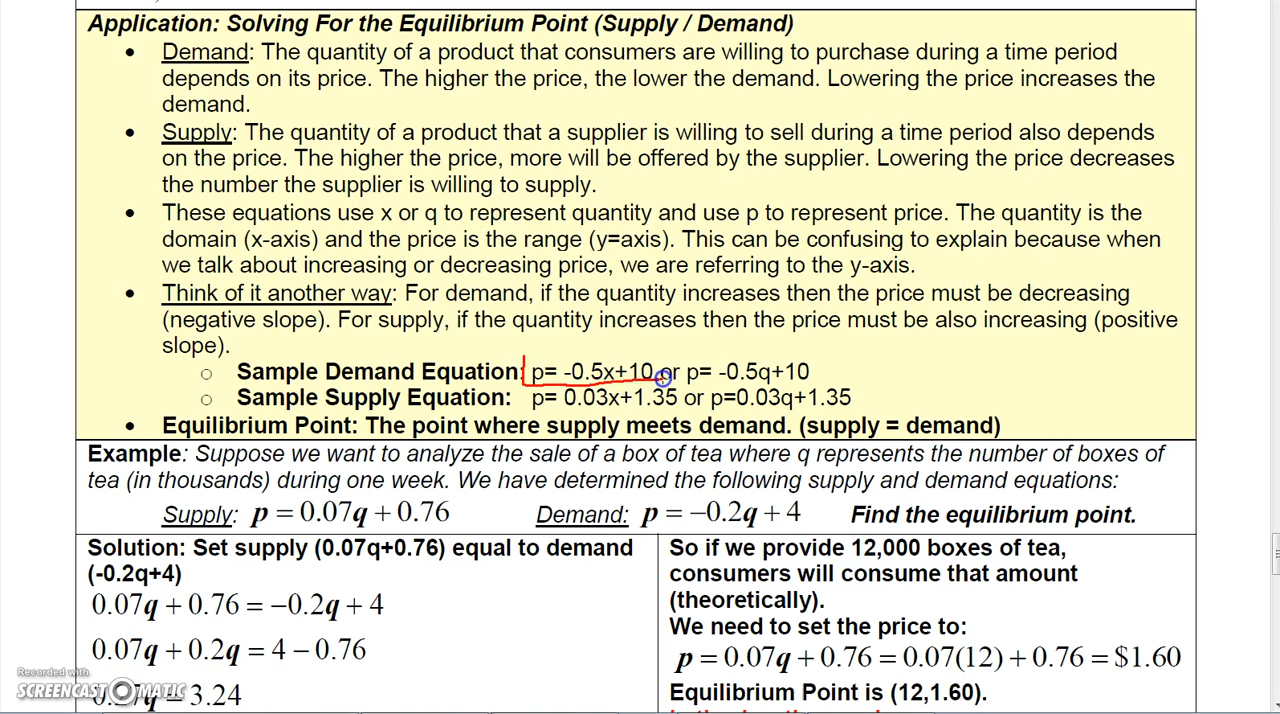 Application: Solving For the Equilibrium Point (Supply / Demand)
• Demand: The quantity of a product that consumers are willing to purchase during a time period
depends on its price. The higher the price, the lower the demand. Lowering the price increases the
demand.
• Supply: The quantity of a product that a supplier is willing to sell during a time period also depends
on the price. The higher the price, more will be offered by the supplier. Lowering the price decreases
the number the supplier is willing to supply.
• These equations use x or q to represent quantity and use p to represent price. The quantity is the
domain (x-axis) and the price is the range (y=axis). This can be confusing to explain because when
we talk about increasing or decreasing price, we are referring to the y-axis.
• Think of it another way: For demand, if the quantity increases then the price must be decreasing
(negative slope). For supply, if the quantity increases then the price must be also increasing (positive
slope).
○ Sample Demand Equation: p= -0.5x+10 or p= -0.5q+10
○ Sample Supply Equation: p= 0.03x+1.35 or p=0.03q+1.35
• Equilibrium Point: The point where supply meets demand. (supply = demand)
Example: Suppose we want to analyze the sale of a box of tea where q represents the number of boxes of
tea (in thousands) during one week. We have determined the following supply and demand equations:
Supply: p = 0.07q + 0.76 Demand: p = −0.2q + 4 Find the equilibrium point.
Solution: Set supply (0.07q+0.76) equal to demand
(-0.2q+4)
0.07q + 0.76 = −0.2q + 4
0.07q + 0.2q = 4 − 0.76
q = 3.24
So if we provide 12,000 boxes of tea,
consumers will consume that amount
(theoretically).
We need to set the price to:
p = 0.07q + 0.76 = 0.07(12) + 0.76 = $1.60
Equilibrium Point is (12,1.60).
Recorded with
SCREENCAST MATIC